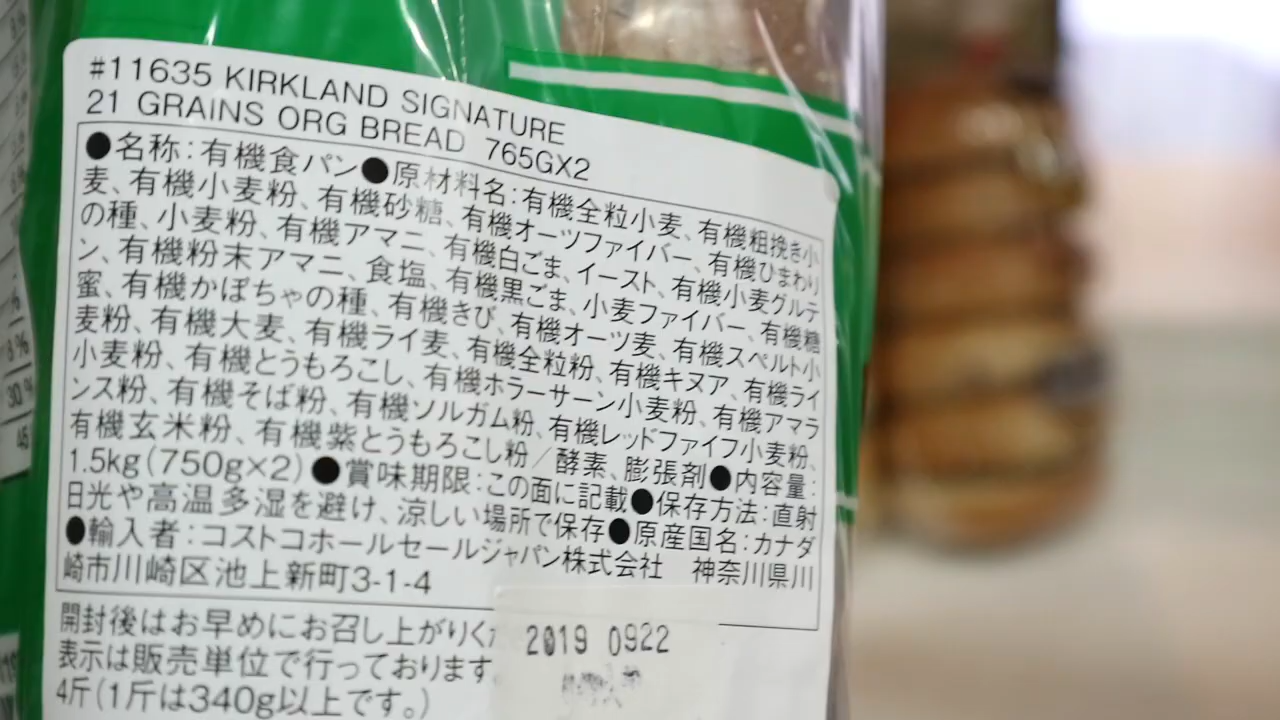 #11635 KIRKLAND SIGNATURE
21 GRAINS ORG BREAD 765GX2
●名称:有機食パン●原材料名:有機全粒小麦、有機粗挽き小
麦、有機小麦粉、有機砂糖、有機オーツファイバー、有機ひまわり
の種、小麦粉、有機アマニ、有機白ごま、イースト、有機小麦グルテ
ン、有機粉末アマニ、食塩、有機黒ごま、小麦ファイバー、有機糖
蜜、有機かぼちゃの種、有機きび、有機オーツ麦、有機スペルト小
麦粉、有機大麦、有機ライ麦、有機全粒粉、有機キヌア、有機ライ
小麦粉、有機とうもろこし、有機ホラーサーン小麦粉、有機アマラ
ンス粉、有機そば粉、有機ソルガム粉、有機レッドファイフ小麦粉、
有機玄米粉、有機紫とうもろこし粉/酵素、膨張剤●内容量:
1.5kg(750g×2)●賞味期限:この面に記載●保存方法:直射
日光や高温多湿を避け、涼しい場所で保存●原産国名:カナダ
●輸入者:コストコホールセールジャパン株式会社 神奈川県川
崎市川崎区池上新町3-1-4
開封後はお早めにお召し上がりく
表示は販売単位で行っております。
4斤(1斤は340g以上です。)
2019 0922
8%
30%